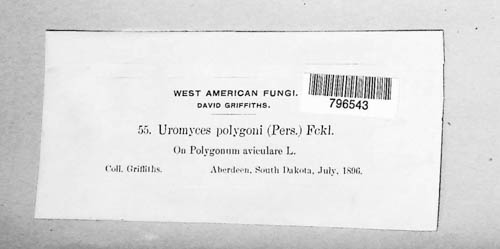 WEST AMERICAN FUNGI.
DAVID GRIFFITHS.
796543
55. Uromyces polygoni (Pers.) Fckl.
On Polygonum aviculare L.
Coll. Griffiths. Aberdeen, South Dakota, July, 1896.